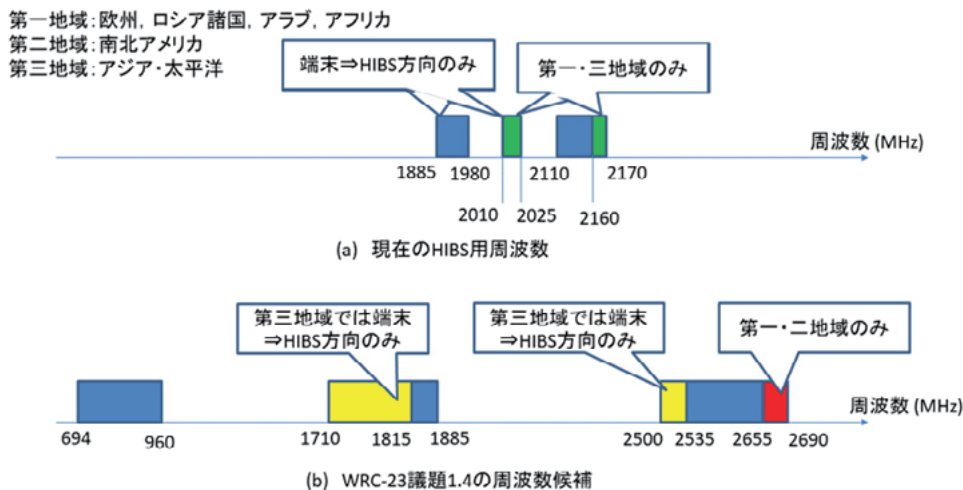 第一地域：欧州，ロシア諸国，アラブ，アフリカ
第二地域：南北アメリカ
第三地域：アジア・太平洋
端末⇒HIBS方向のみ
第一・三地域のみ
周波数 (MHz)
1885
1980
2110
2170
2010
2025
2160
(a) 現在のHIBS用周波数
第三地域では端末
⇒HIBS方向のみ
第三地域では端末
⇒HIBS方向のみ
第一・二地域のみ
周波数 (MHz)
694
960
1710
1815
1885
2500
2535
2655
2690
(b) WRC-23議題1.4の周波数候補